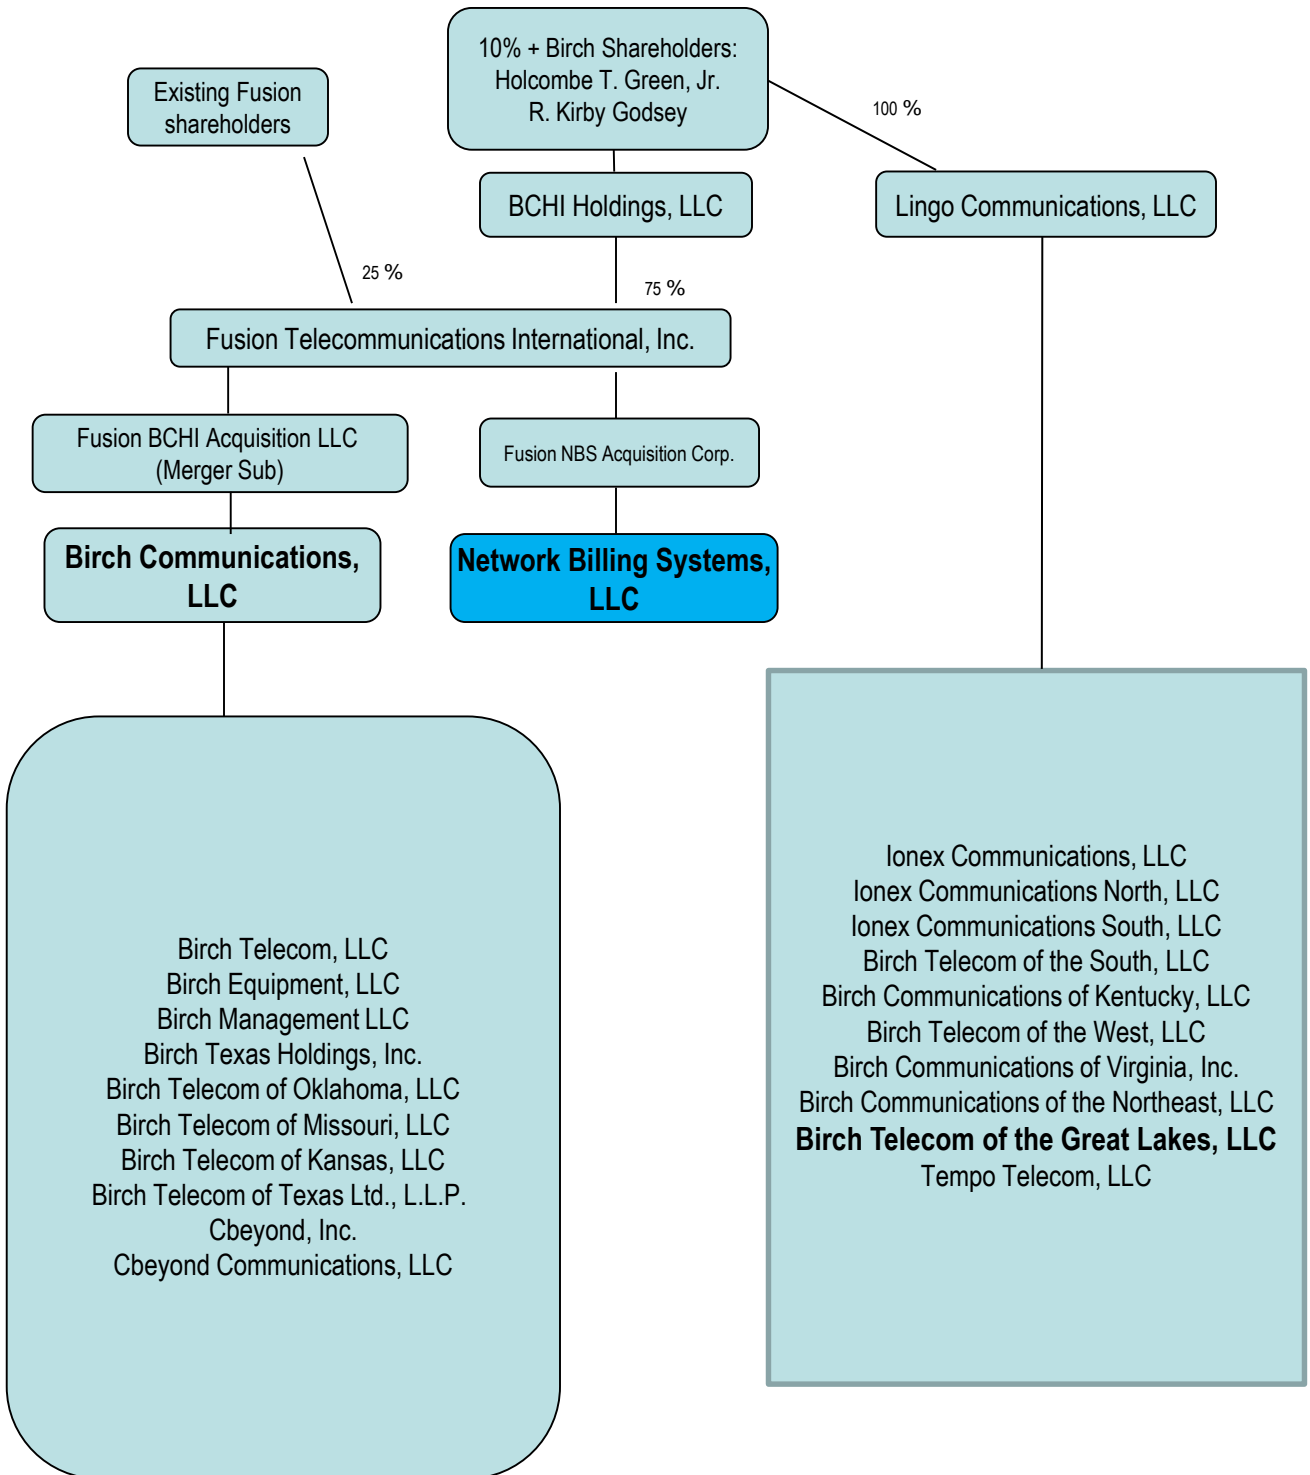 10% + Birch Shareholders:
Holcombe T. Green, Jr.
R. Kirby Godsey
Existing Fusion
shareholders
100 %
BCHI Holdings, LLC
Lingo Communications, LLC
25 %
75 %
Fusion Telecommunications International, Inc.
Fusion BCHI Acquisition LLC
(Merger Sub)
Fusion NBS Acquisition Corp.
Birch Communications,
LLC
Network Billing Systems,
LLC
Birch Telecom, LLC
Birch Equipment, LLC
Birch Management LLC
Birch Texas Holdings, Inc.
Birch Telecom of Oklahoma, LLC
Birch Telecom of Missouri, LLC
Birch Telecom of Kansas, LLC
Birch Telecom of Texas Ltd., L.L.P.
Cbeyond, Inc.
Cbeyond Communications, LLC
Ionex Communications, LLC
Ionex Communications North, LLC
Ionex Communications South, LLC
Birch Telecom of the South, LLC
Birch Communications of Kentucky, LLC
Birch Telecom of the West, LLC
Birch Communications of Virginia, Inc.
Birch Communications of the Northeast, LLC
Birch Telecom of the Great Lakes, LLC
Tempo Telecom, LLC